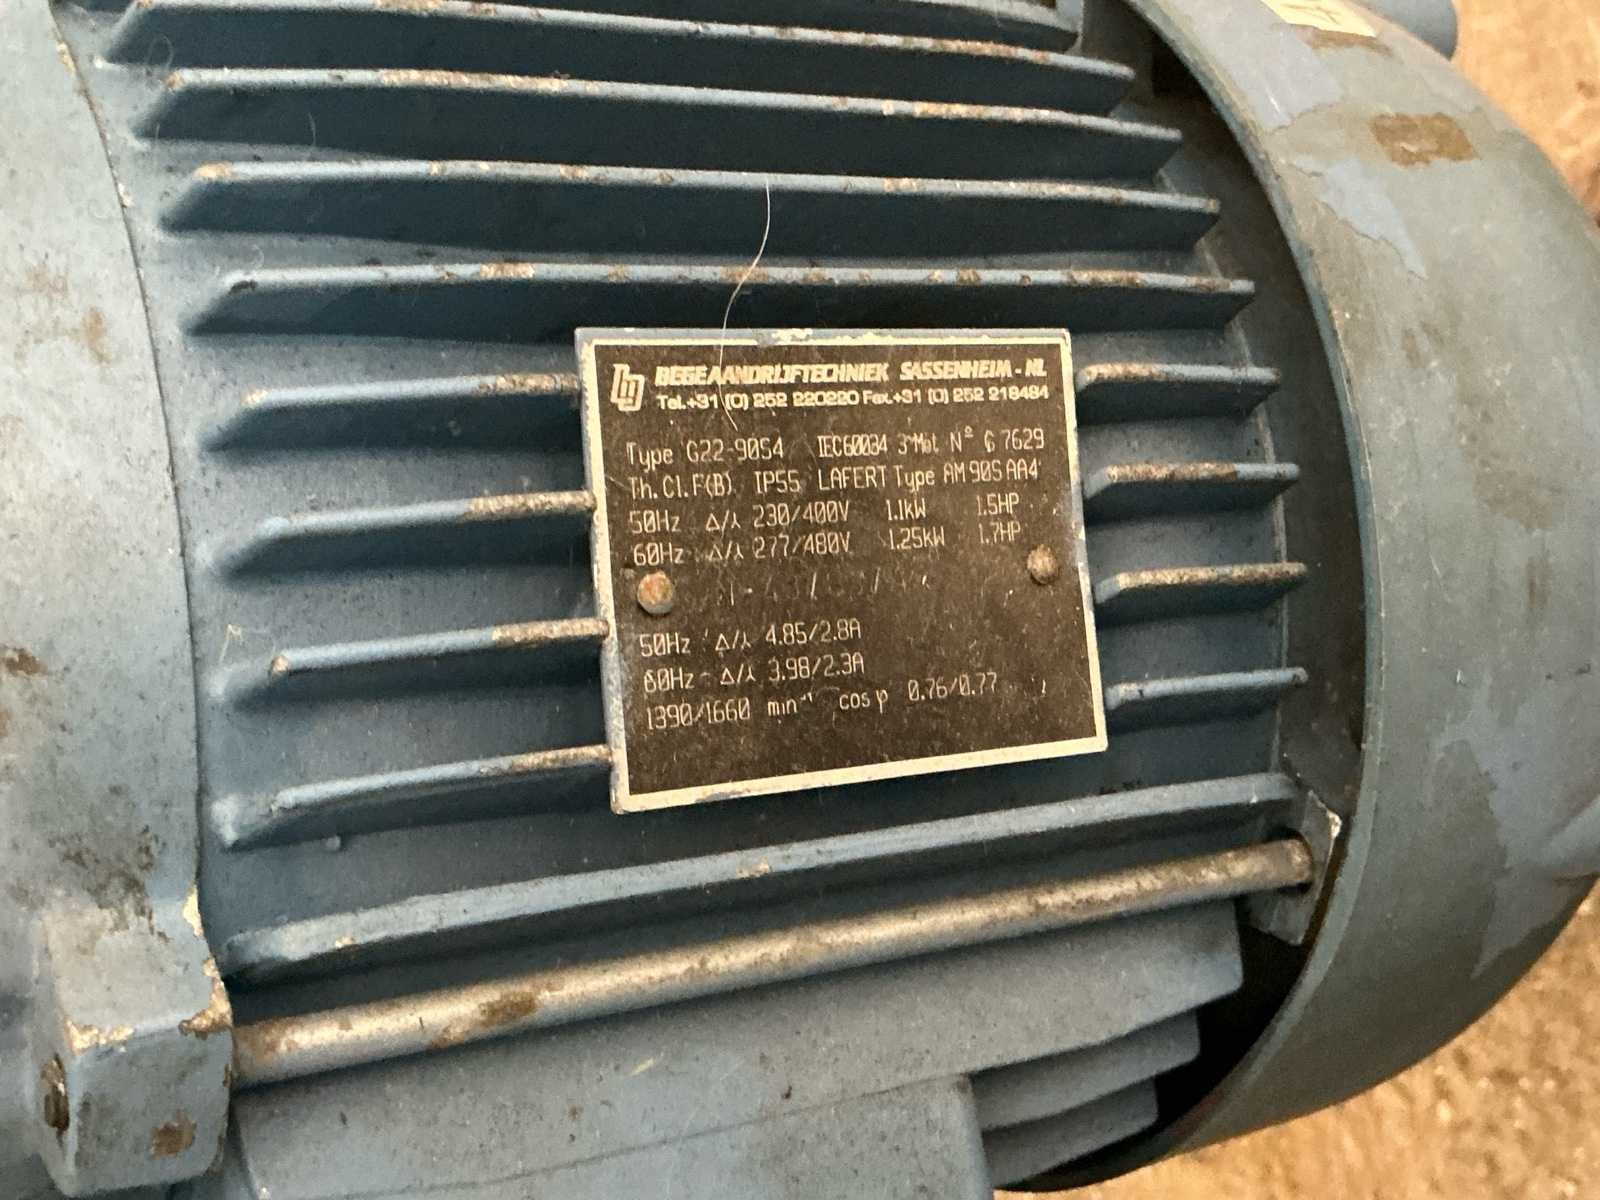 BEGE AANDRIJFTECHNIEK SASSENHEIM - NL
Tel.+31 (0) 252 220220 Fax.+31 (0) 252 218484
Type G22-90S4 IEC60034 3~Mot. Nº G 7629
Th.Cl.F(B) IP55 LAFERT Type AM 90S AA4
50Hz Δ/⅄ 230/400V 1.1kW 1.5HP
60Hz Δ/⅄ 277/480V 1.25kW 1.7HP
50Hz Δ/⅄ 4.85/2.8A
60Hz Δ/⅄ 3.98/2.3A
1390/1660 min⁻¹ cos φ 0.76/0.77